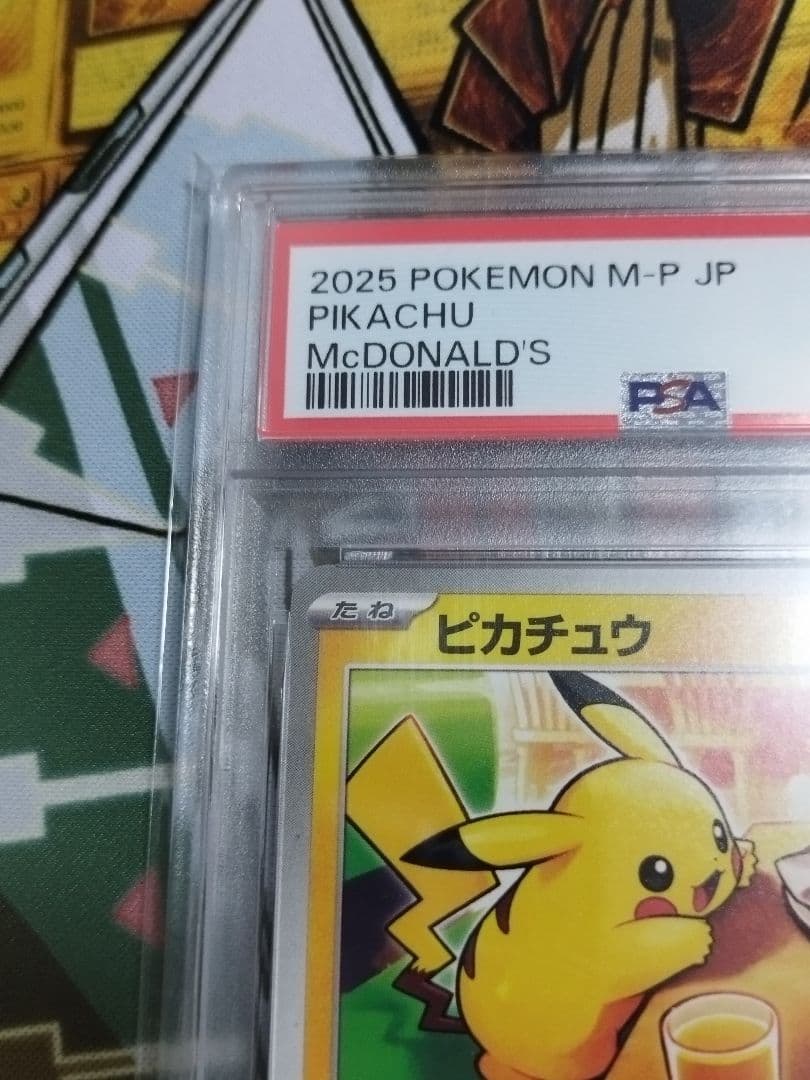 2025 POKEMON M-P JP
PIKACHU
McDONALD'S
PSA
たね ピカチュウ